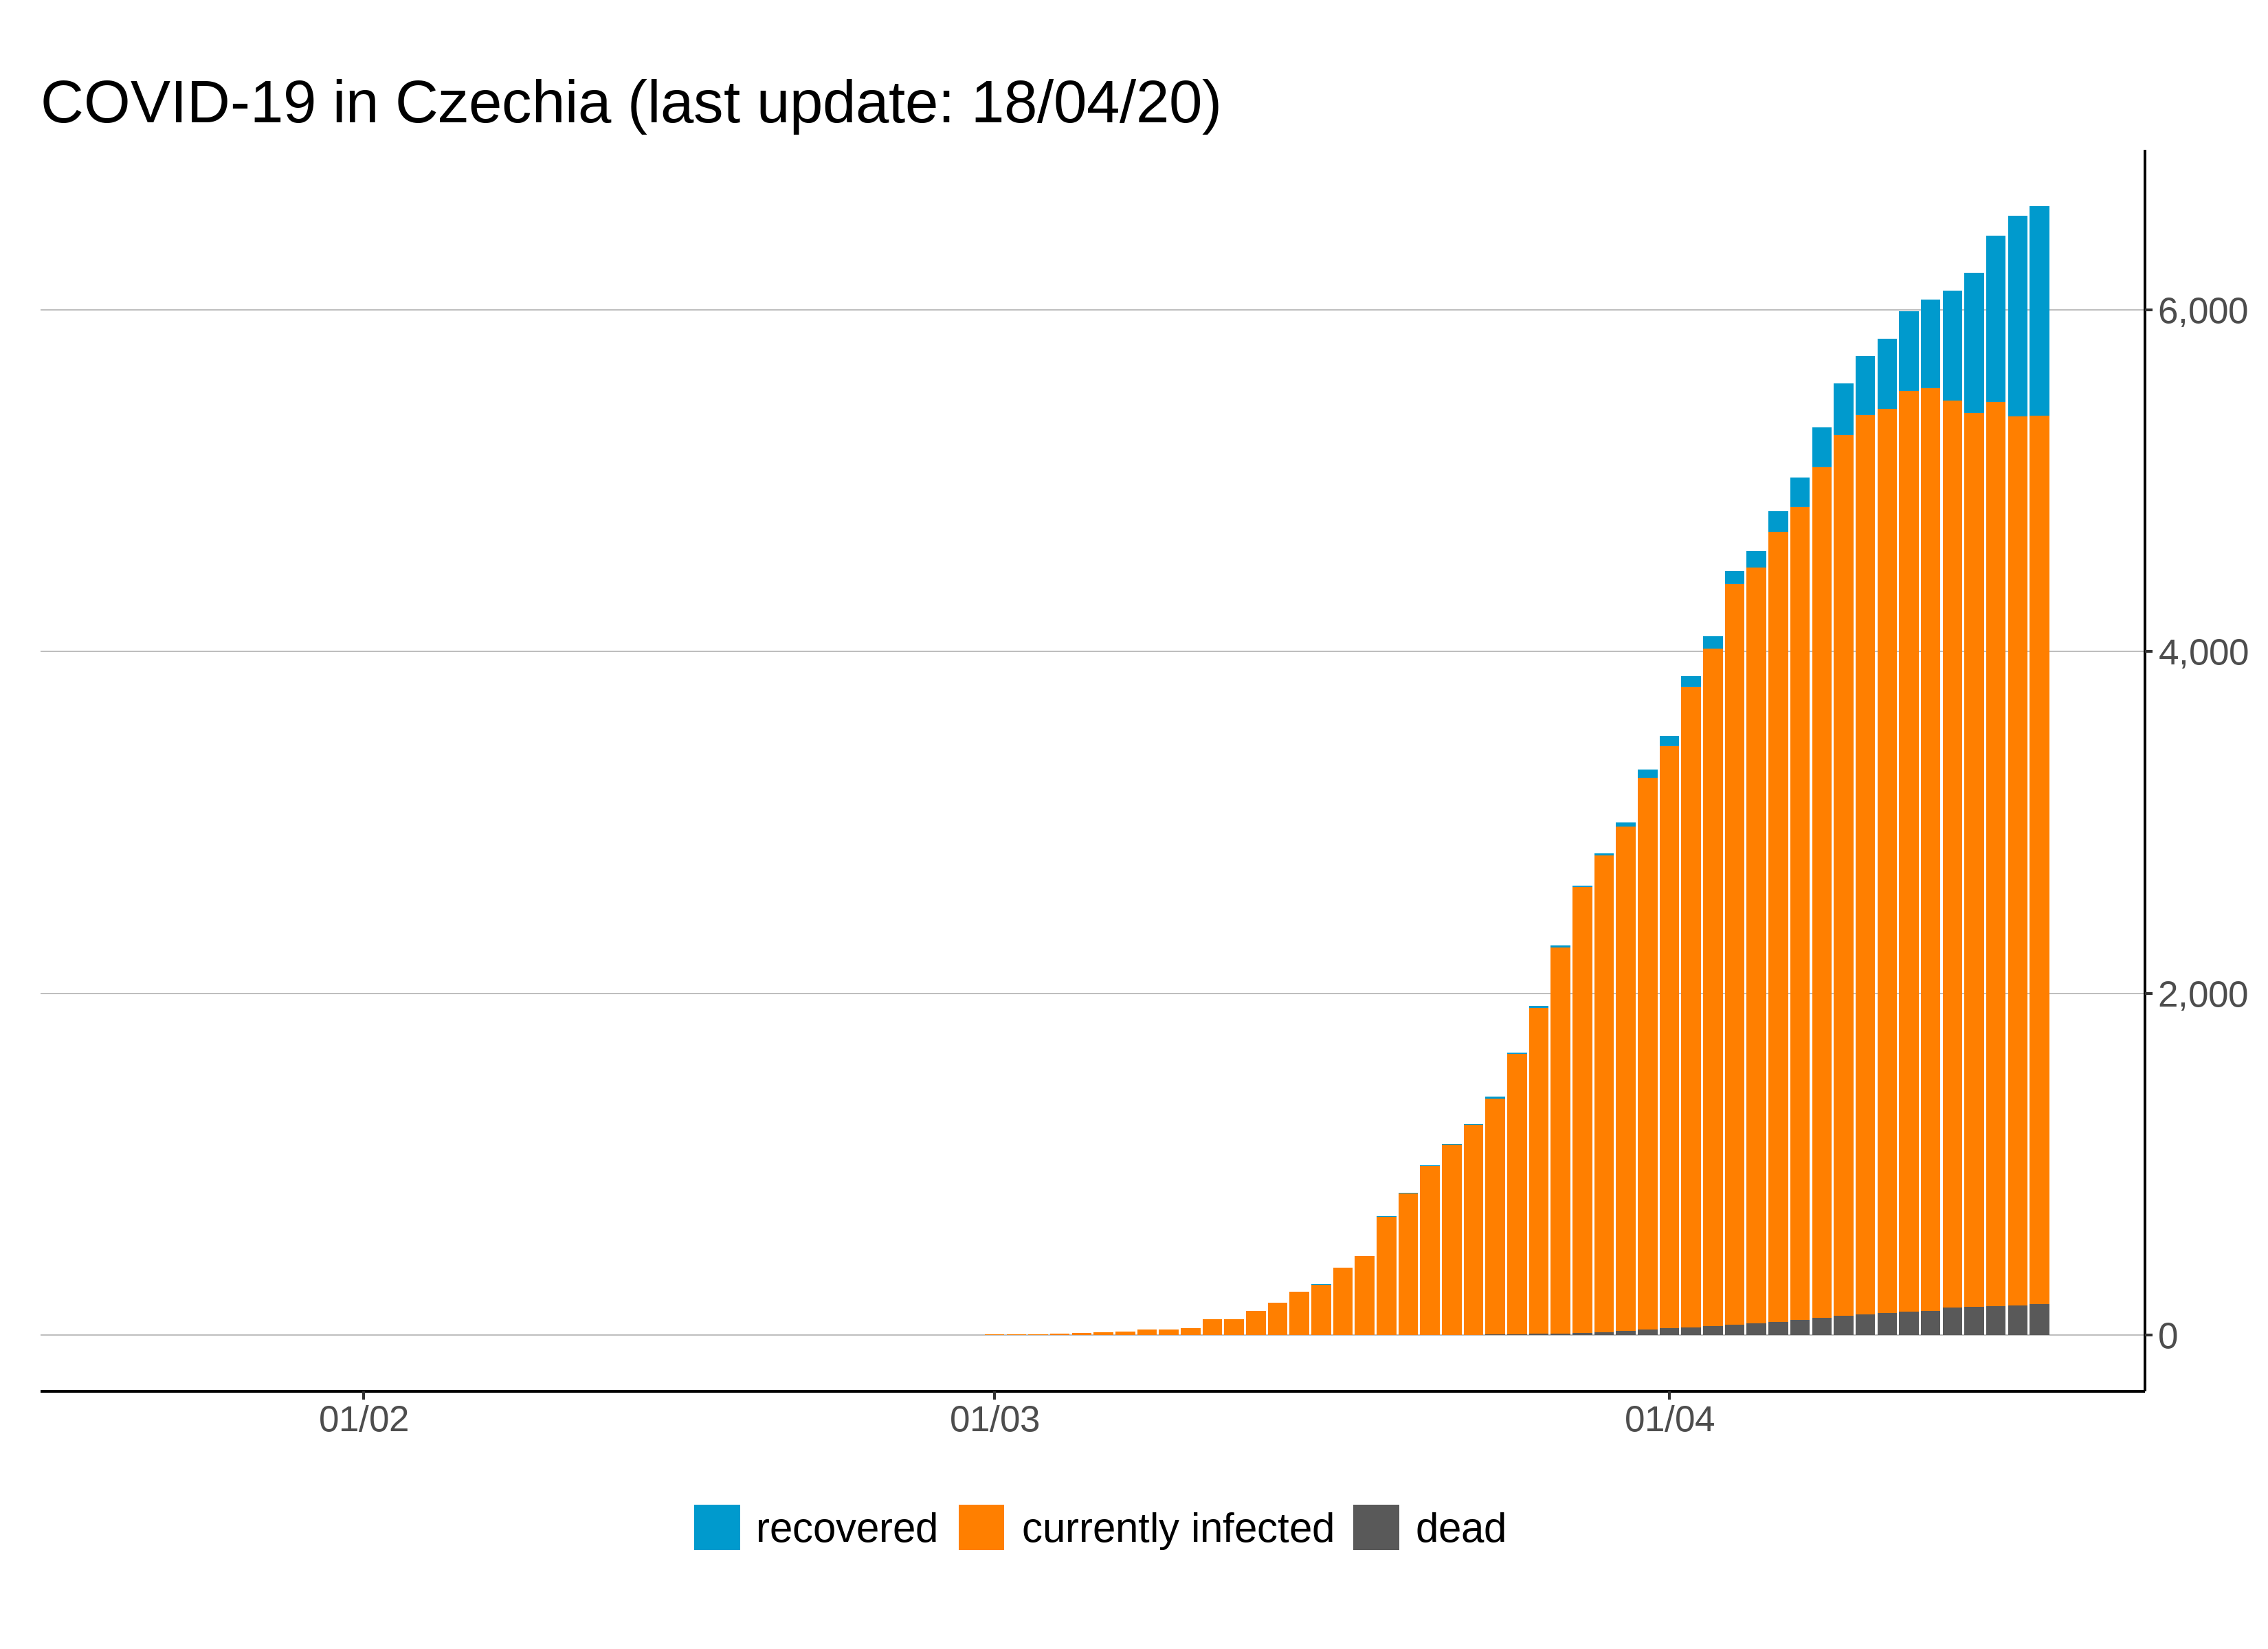 COVID-19 in Czechia (last update: 18/04/20)
6,000
4,000
2,000
0
01/02 01/03 01/04
recovered currently infected dead